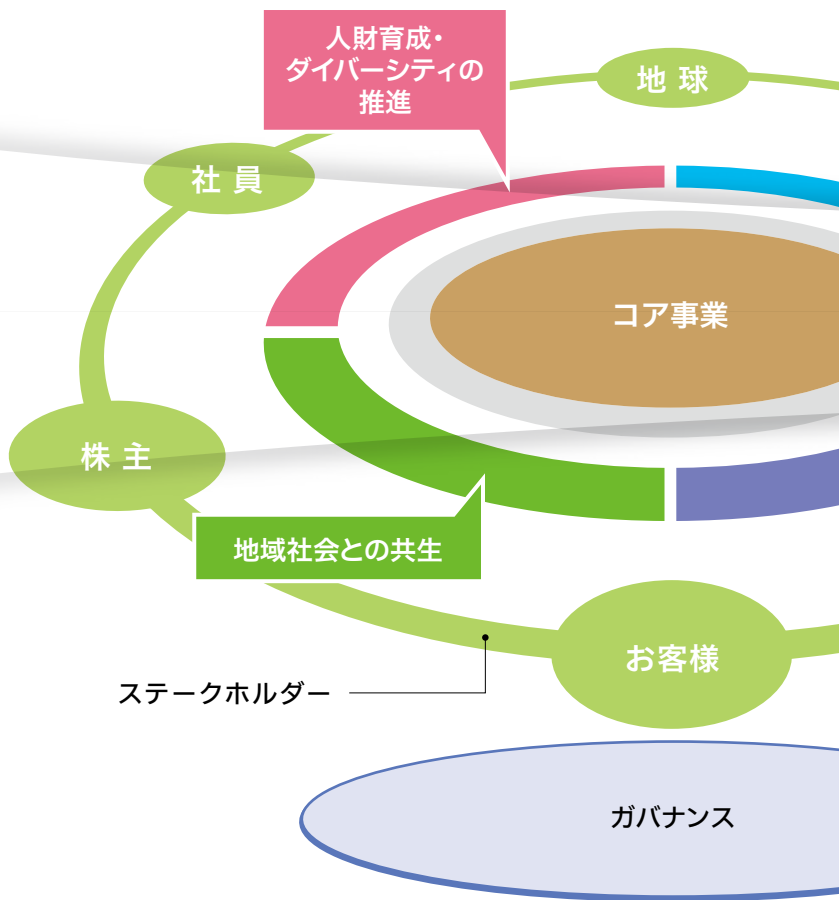 人財育成・
ダイバーシティの
推進
地 球
社 員
コア事業
株 主
地域社会との共生
お客様
ステークホルダー
ガバナンス